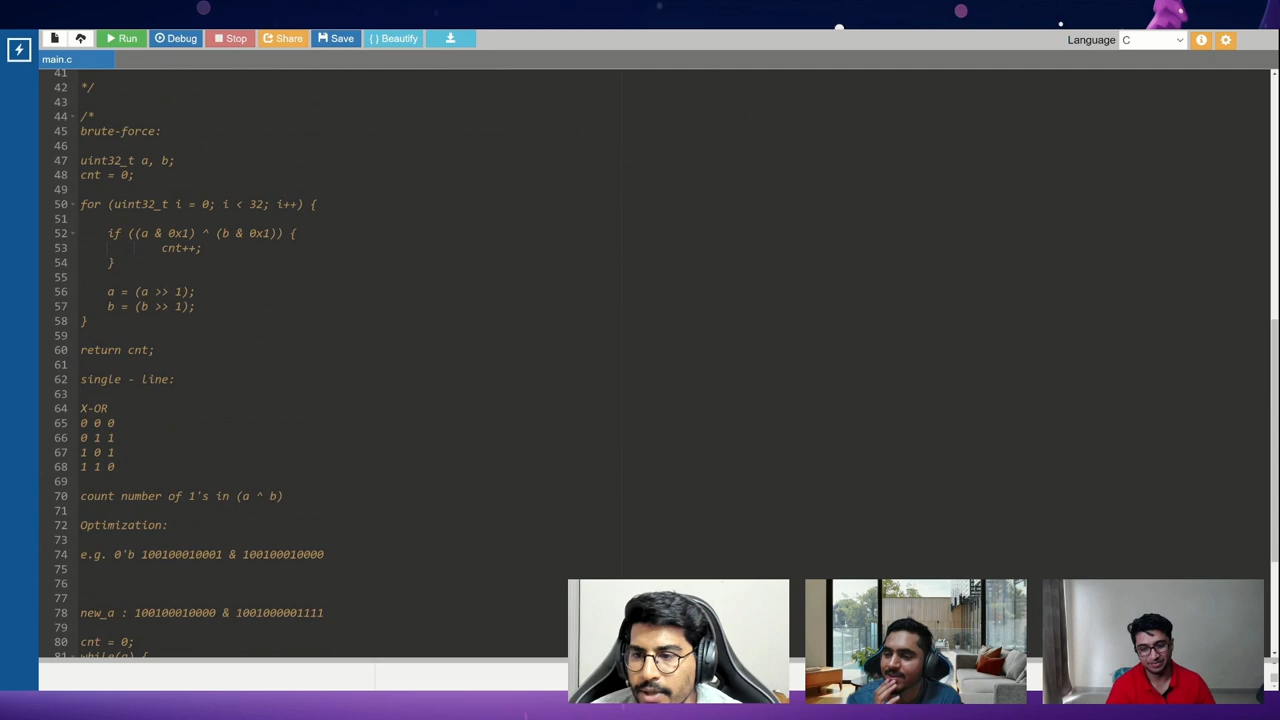 Run Debug Stop Share Save { } Beautify Language C
main.c
41
42 */
43
44 /*
45 brute-force:
46
47 uint32_t a, b;
48 cnt = 0;
49
50 for (uint32_t i = 0; i < 32; i++) {
51
52 if ((a & 0x1) ^ (b & 0x1)) {
53 cnt++;
54 }
55
56 a = (a >> 1);
57 b = (b >> 1);
58 }
59
60 return cnt;
61
62 single - line:
63
64 X-OR
65 0 0 0
66 0 1 1
67 1 0 1
68 1 1 0
69
70 count number of 1's in (a ^ b)
71
72 Optimization:
73
74 e.g. 0'b 100100010001 & 100100010000
75
76
77
78 new_a : 100100010000 & 1001000001111
79
80 cnt = 0;
81 while(a) {